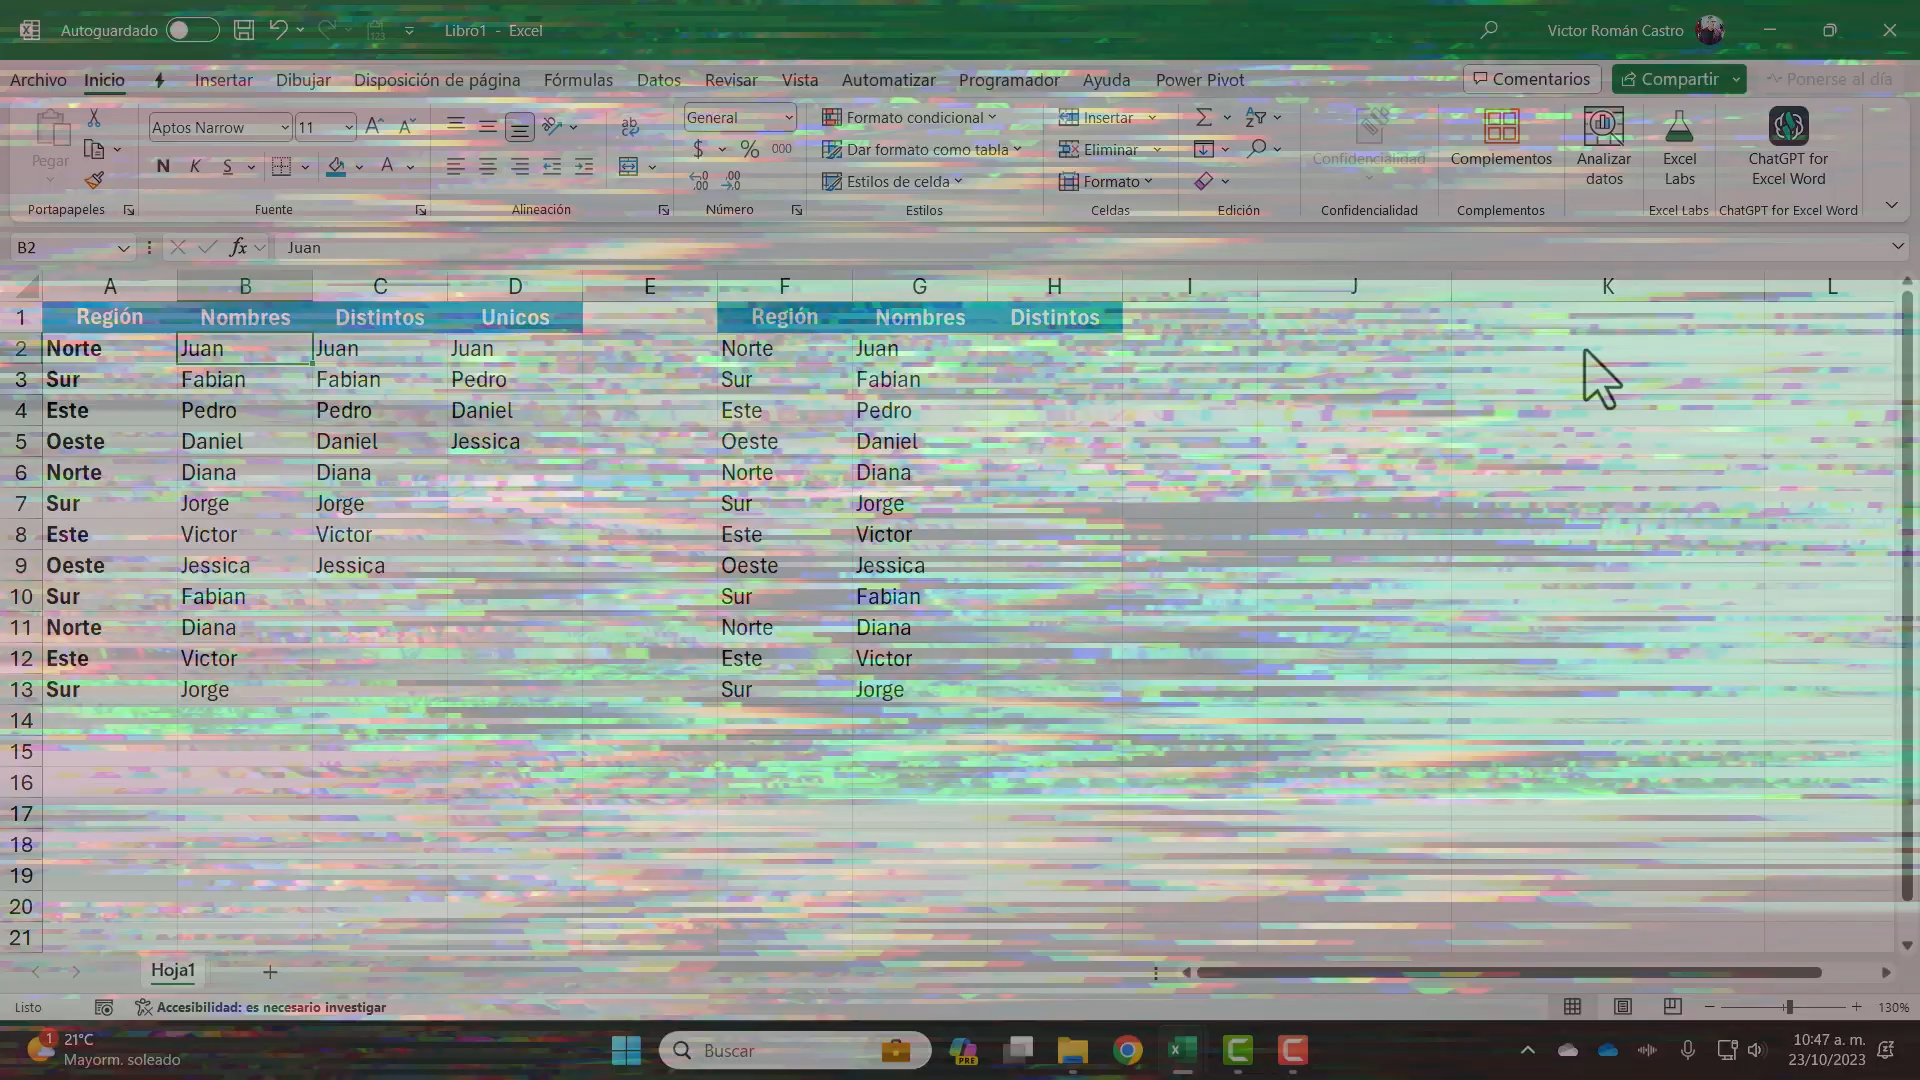 Autoguardado Libro1 - Excel Victor Román Castro
Archivo Inicio Insertar Dibujar Disposición de página Fórmulas Datos Revisar Vista Automatizar Programador Ayuda Power Pivot Comentarios Compartir Ponerse al día
Pegar
Aptos Narrow 11
N K S
General
$ % 000
Formato condicional
Dar formato como tabla
Estilos de celda
Insertar
Eliminar
Formato
Confidencialidad
Complementos
Analizar datos
Excel Labs
ChatGPT for Excel Word
Portapapeles Fuente Alineación Número Estilos Celdas Edición Confidencialidad Complementos Excel Labs ChatGPT for Excel Word
B2 fx Juan
A B C D E F G H I J K L
1 Región Nombres Distintos Unicos Región Nombres Distintos
2 Norte Juan Juan Juan Norte Juan
3 Sur Fabian Fabian Pedro Sur Fabian
4 Este Pedro Pedro Daniel Este Pedro
5 Oeste Daniel Daniel Jessica Oeste Daniel
6 Norte Diana Diana Norte Diana
7 Sur Jorge Jorge Sur Jorge
8 Este Victor Victor Este Victor
9 Oeste Jessica Jessica Oeste Jessica
10 Sur Fabian Sur Fabian
11 Norte Diana Norte Diana
12 Este Victor Este Victor
13 Sur Jorge Sur Jorge
14
15
16
17
18
19
20
21
Hoja1
Listo Accesibilidad: es necesario investigar 130%
1 21°C
Mayorm. soleado
Buscar
PRE
10:47 a. m.
23/10/2023